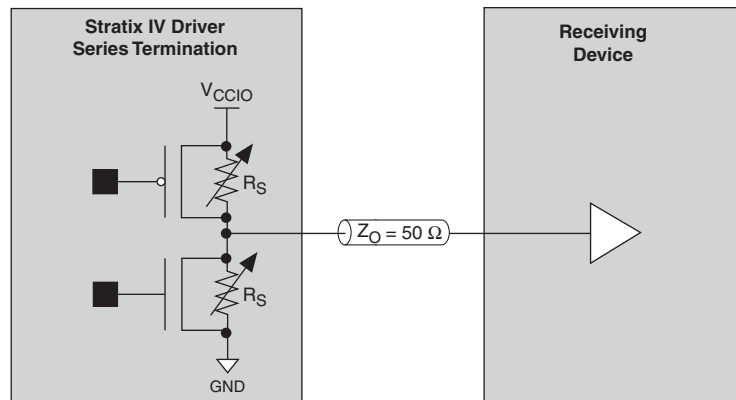 Stratix IV Driver
Series Termination
Receiving
Device
VCCIO
RS
ZO = 50 Ω
RS
GND